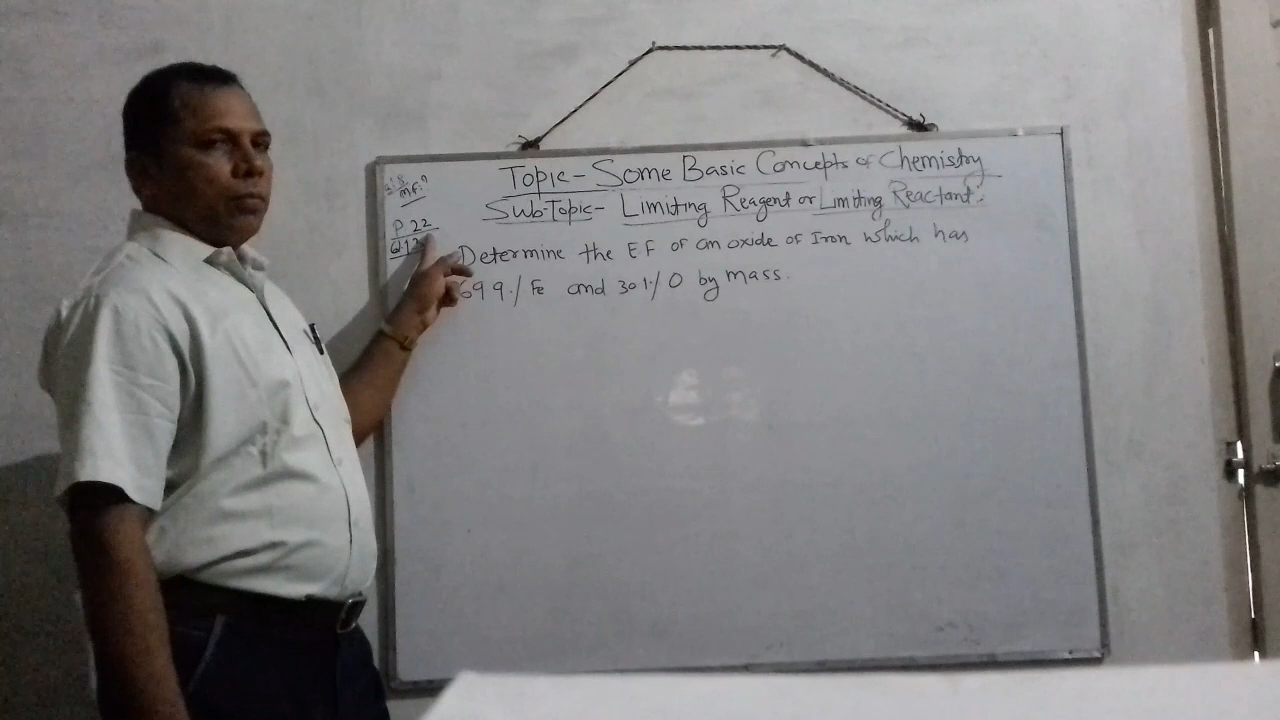 M.F.?
P. 22
Topic - Some Basic Concepts of Chemistry
Sub-Topic - Limiting Reagent or Limiting Reactant:
Determine the EF of an oxide of Iron which has
69.9·/. Fe and 30.1·/. O by mass.